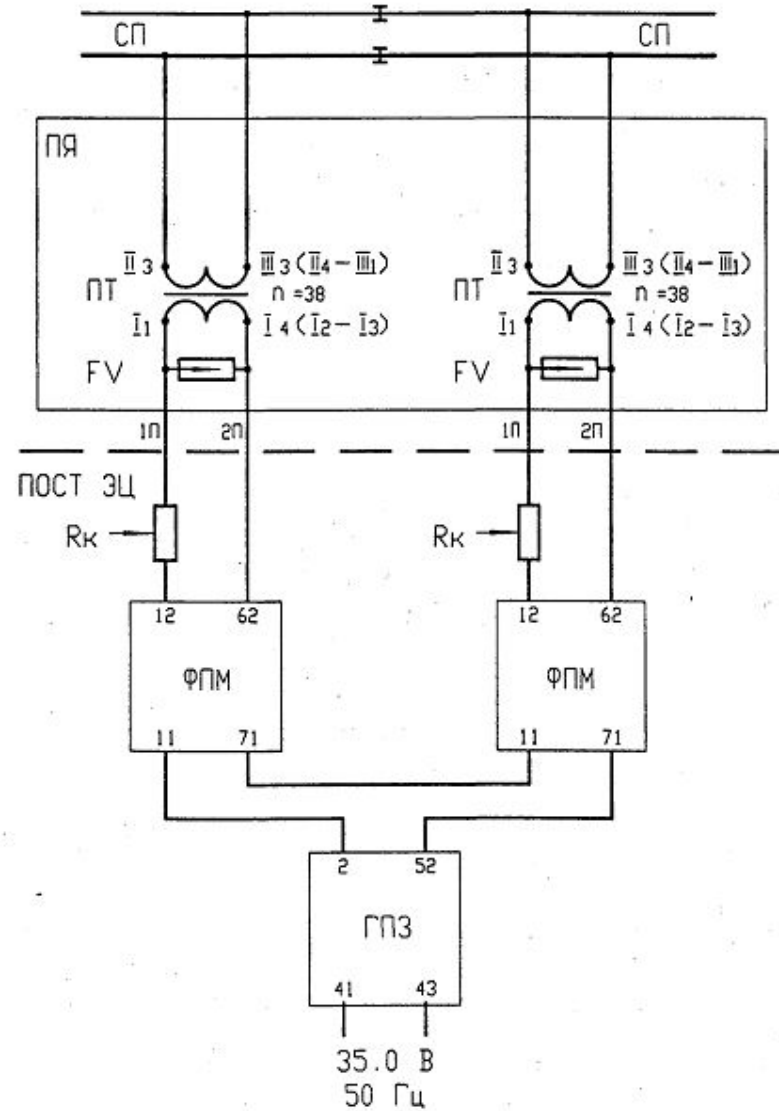 СП СП
ПЯ
II 3 III 3 (II4-III1) II 3 III 3 (II4-III1)
ПТ n =38 ПТ n =38
I1 I 4 (I2-I3) I1 I 4 (I2-I3)
FV FV
1П 2П 1П 2П
ПОСТ ЭЦ
Rк Rк
12 62 12 62
ФПМ ФПМ
11 71 11 71
2 52
ГПЗ
41 43
35.0 В
50 Гц